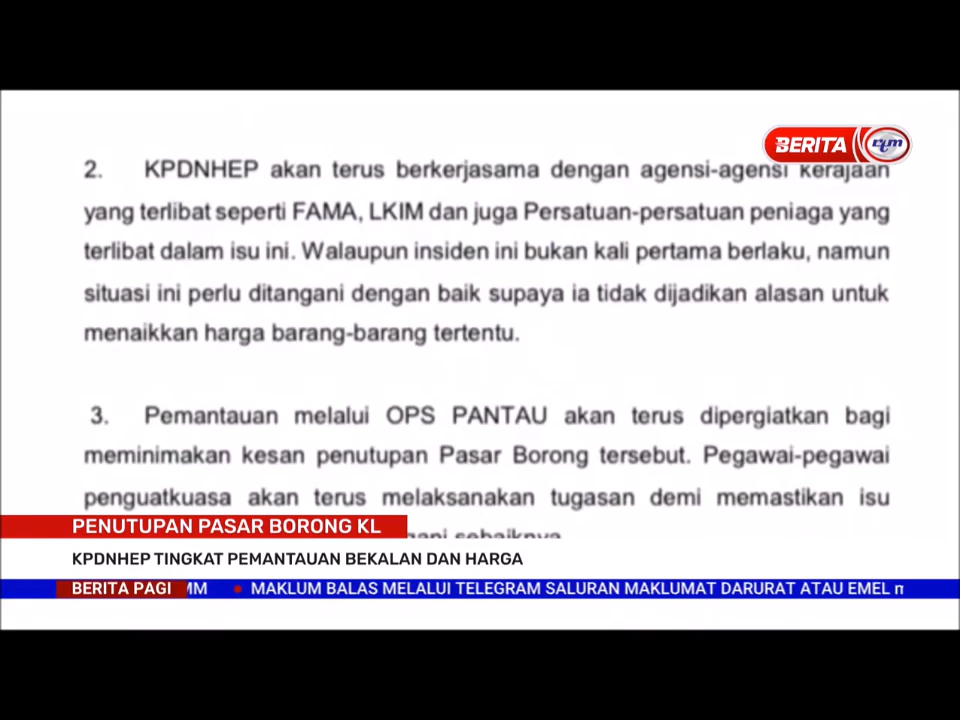 BERITA rtm
2. KPDNHEP akan terus berkerjasama dengan agensi-agensi kerajaan
yang terlibat seperti FAMA, LKIM dan juga Persatuan-persatuan peniaga yang
terlibat dalam isu ini. Walaupun insiden ini bukan kali pertama berlaku, namun
situasi ini perlu ditangani dengan baik supaya ia tidak dijadikan alasan untuk
menaikkan harga barang-barang tertentu.
3. Pemantauan melalui OPS PANTAU akan terus dipergiatkan bagi
meminimakan kesan penutupan Pasar Borong tersebut. Pegawai-pegawai
penguatkuasa akan terus melaksanakan tugasan demi memastikan isu
sebaiknya.
PENUTUPAN PASAR BORONG KL
KPDNHEP TINGKAT PEMANTAUAN BEKALAN DAN HARGA
BERITA PAGI MM • MAKLUM BALAS MELALUI TELEGRAM SALURAN MAKLUMAT DARURAT ATAU EMEL